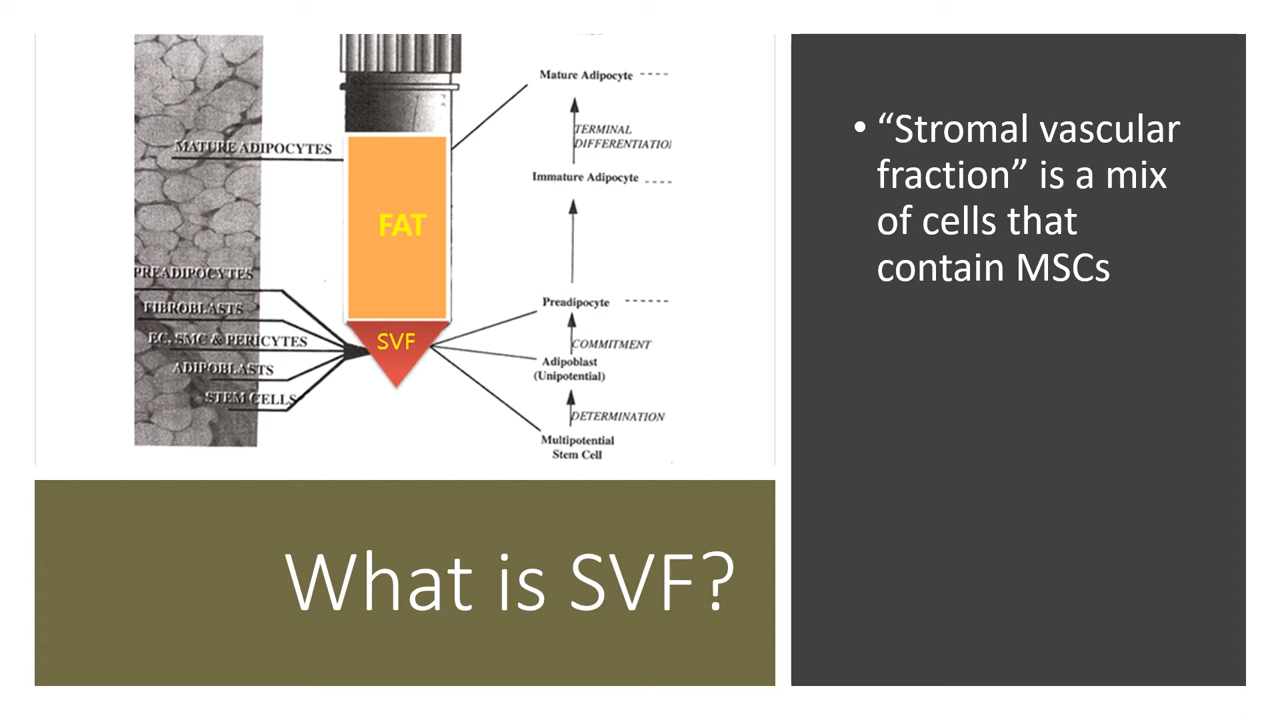 MATURE ADIPOCYTES
PREADIPOCYTES
FIBROBLASTS
EC, SMC & PERICYTES
ADIPOBLASTS
STEM CELLS
FAT
SVF
Mature Adipocyte
TERMINAL
DIFFERENTIATIO
Immature Adipocyte
Preadipocyte
COMMITMENT
Adipoblast
(Unipotential)
DETERMINATION
Multipotential
Stem Cell
What is SVF?
• “Stromal vascular
fraction” is a mix
of cells that
contain MSCs